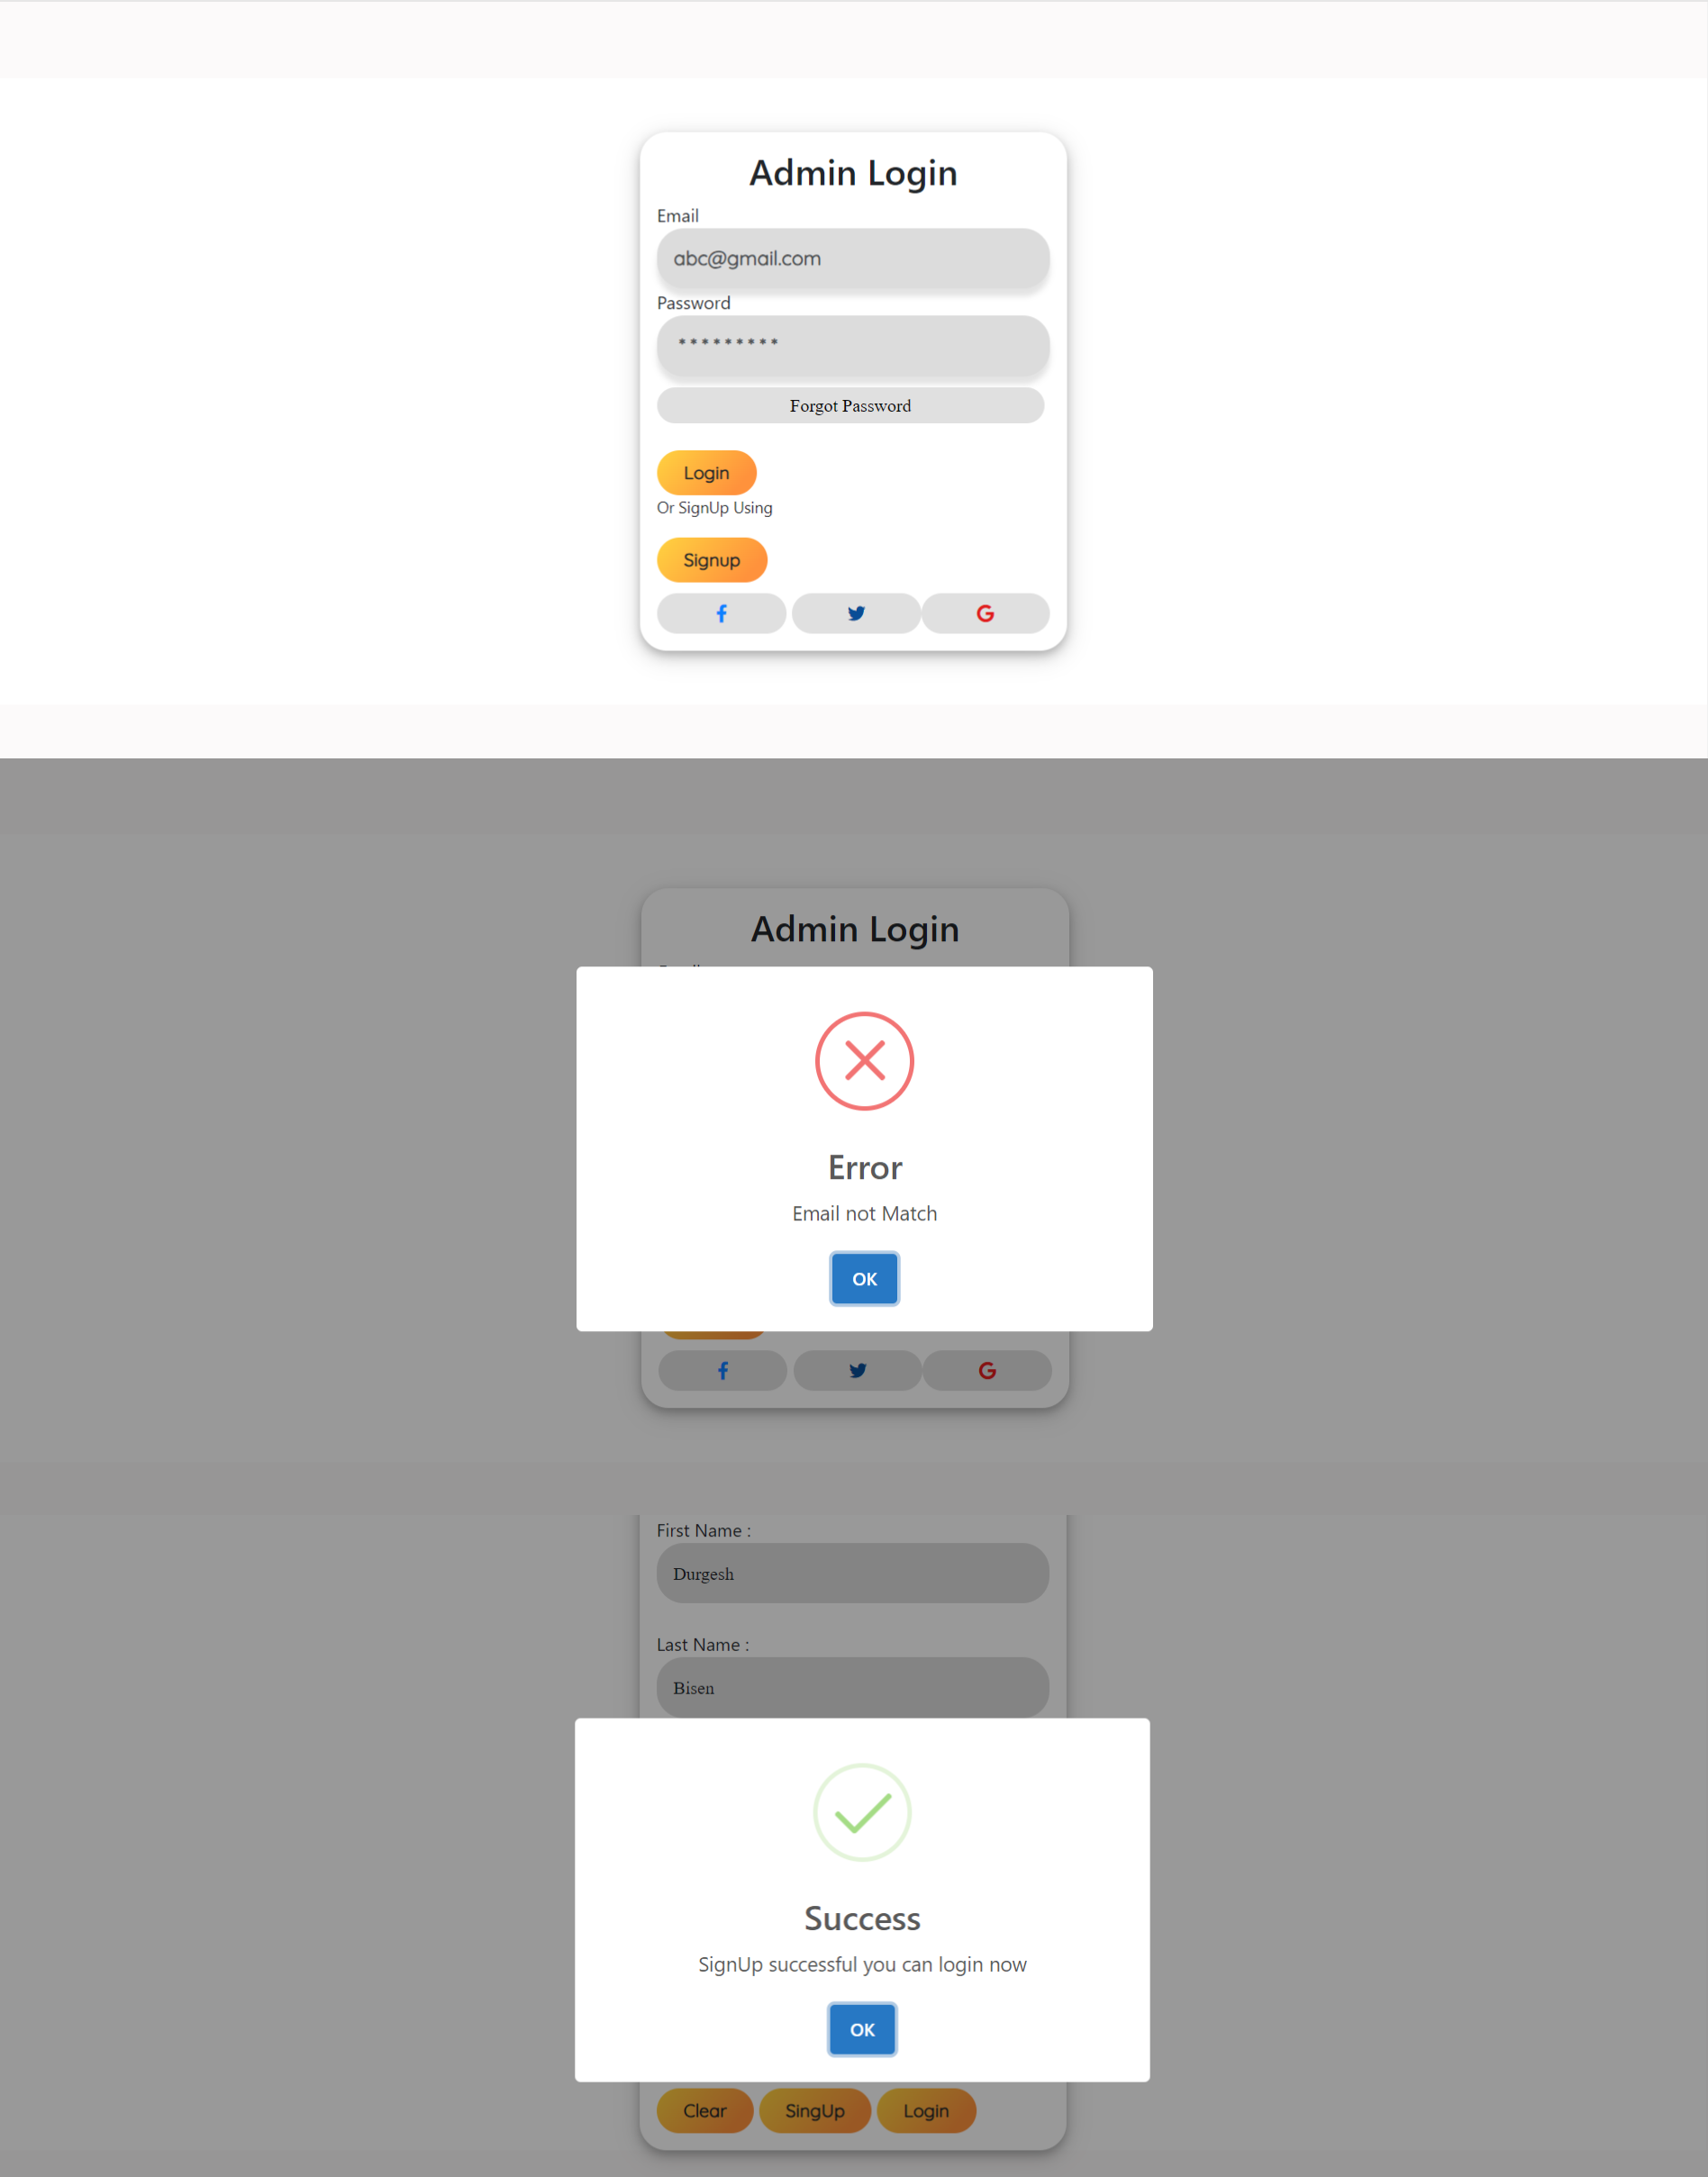 Admin Login
Email
abc@gmail.com
Password
*********
Forgot Password
Login
Or SignUp Using
Signup
Admin Login
Error
Email not Match
OK
First Name :
Durgesh
Last Name :
Bisen
Success
SignUp successful you can login now
OK
Clear SingUp Login